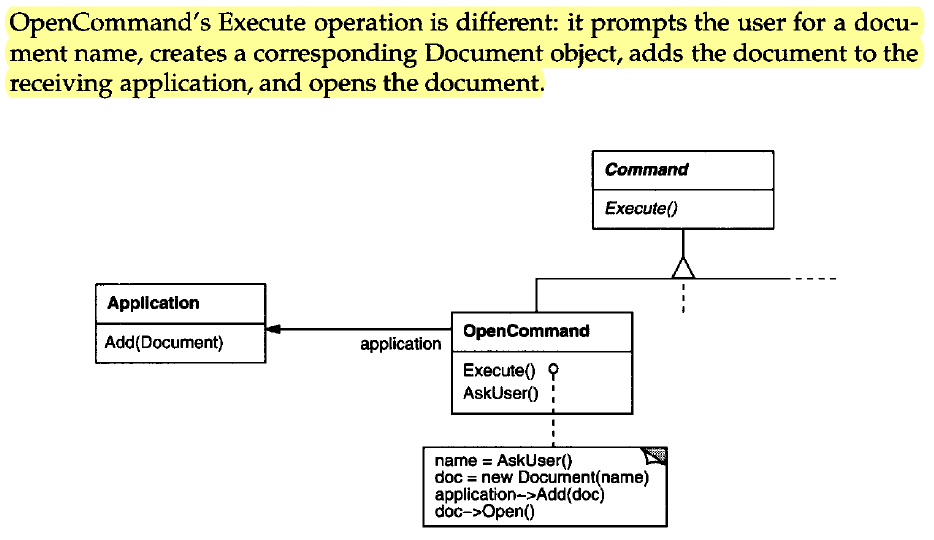 OpenCommand's Execute operation is different: it prompts the user for a docu-
ment name, creates a corresponding Document object, adds the document to the
receiving application, and opens the document.
Command
Execute()
Application
Add(Document)
application
OpenCommand
Execute()
AskUser()
name = AskUser()
doc = new Document(name)
application->Add(doc)
doc->Open()